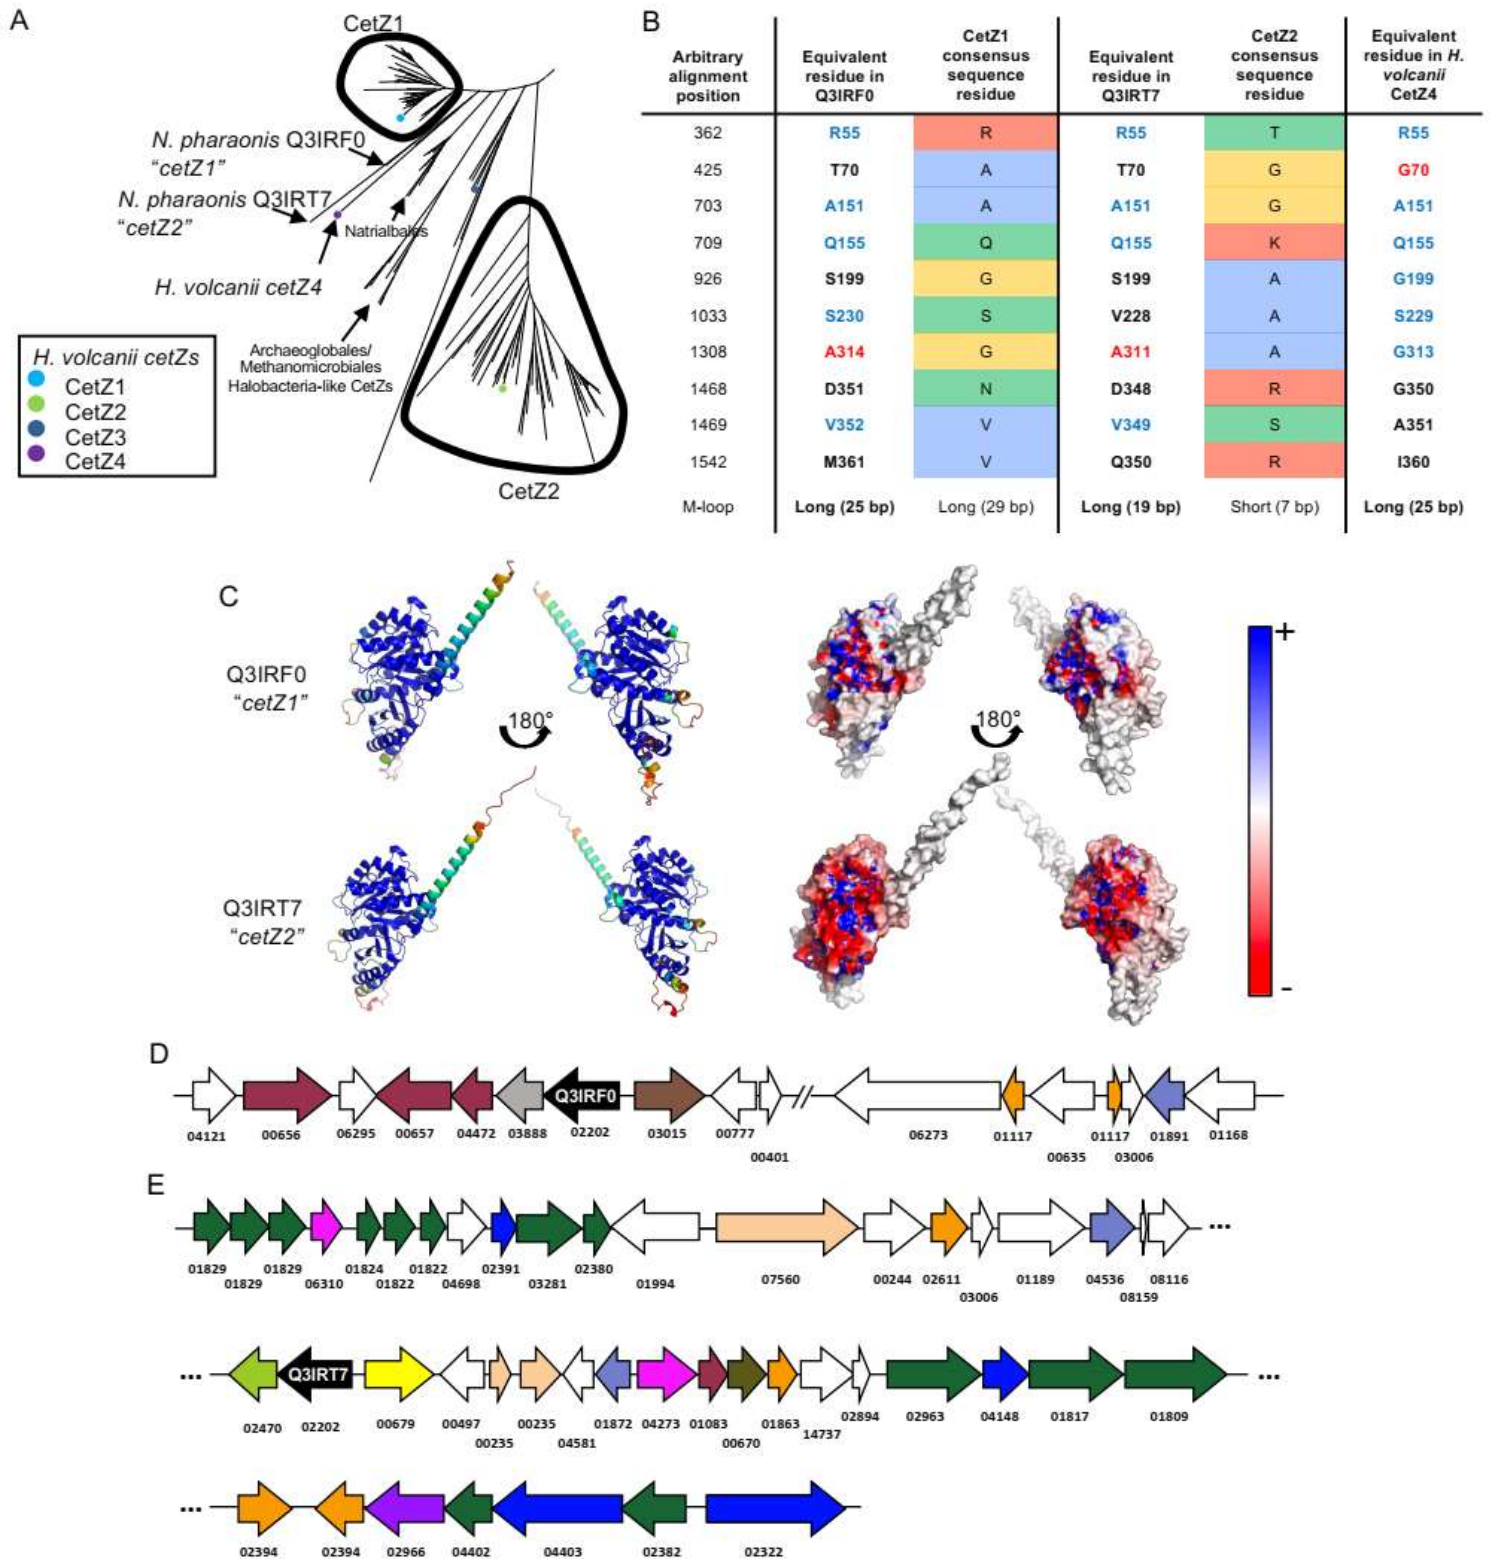 A
CetZ1
N. pharaonis Q3IRF0
“cetZ1”
N. pharaonis Q3IRT7
“cetZ2”
Natrialbales
H. volcanii cetZ4
Archaeoglobales/
Methanomicrobiales
Halobacteria-like CetZs
CetZ2
H. volcanii cetZs
CetZ1
CetZ2
CetZ3
CetZ4
B
Arbitrary alignment position Equivalent residue in Q3IRF0 CetZ1 consensus sequence residue Equivalent residue in Q3IRT7 CetZ2 consensus sequence residue Equivalent residue in H. volcanii CetZ4
362 R55 R R55 T R55
425 T70 A T70 G G70
703 A151 A A151 G A151
709 Q155 Q Q155 K Q155
926 S199 G S199 A G199
1033 S230 S V228 A S229
1308 A314 G A311 A G313
1468 D351 N D348 R G350
1469 V352 V V349 S A351
1542 M361 V Q350 R I360
M-loop Long (25 bp) Long (29 bp) Long (19 bp) Short (7 bp) Long (25 bp)
C
Q3IRF0
“cetZ1”
180°
180°
+
Q3IRT7
“cetZ2”
-
D
Q3IRF0
04121 00656 06295 00657 04472 03888 02202 03015 00777 06273 01117 01117 01891 01168
00401 00635 03006
E
...
01829 01829 01824 01822 02391 02380 00244 02611 01189 04536 08116
01829 06310 01822 04698 03281 01994 07560 03006 08159
... Q3IRT7 ...
02470 02202 00679 00497 00235 01872 04273 01083 01863 02894 02963 04148 01817 01809
00235 04581 00670 14737
...
02394 02394 02966 04402 04403 02382 02322